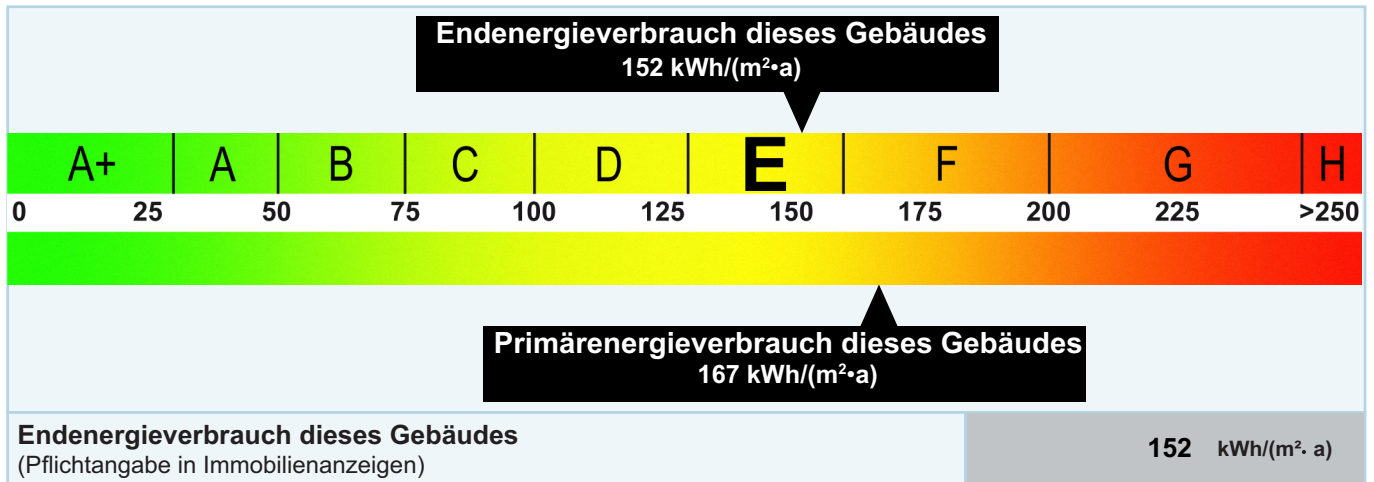 Endenergieverbrauch dieses Gebäudes
152 kWh/(m²•a)
A+ A B C D E F G H
0 25 50 75 100 125 150 175 200 225 >250
Primärenergieverbrauch dieses Gebäudes
167 kWh/(m²•a)
Endenergieverbrauch dieses Gebäudes
(Pflichtangabe in Immobilienanzeigen)
152 kWh/(m²· a)